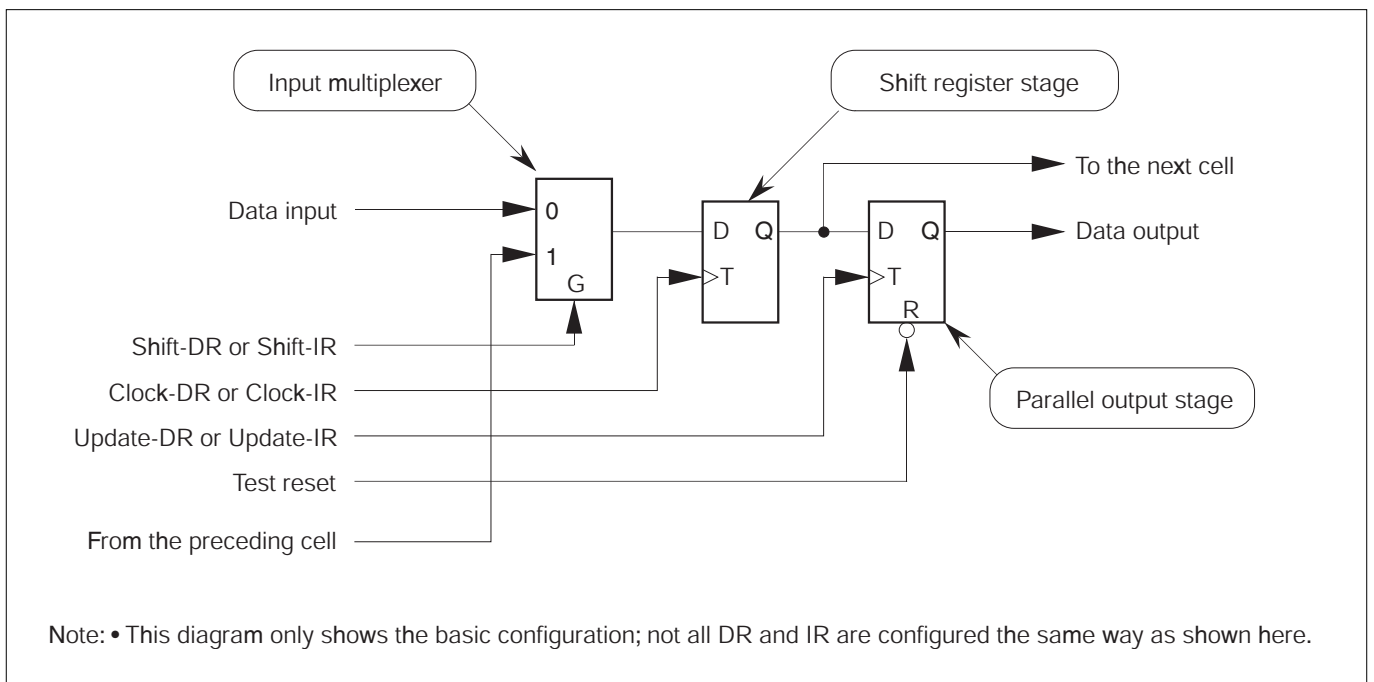 Input multiplexer
Shift register stage
To the next cell
Data input
0
D Q
D Q
Data output
1
G
T
T
R
Shift-DR or Shift-IR
Clock-DR or Clock-IR
Parallel output stage
Update-DR or Update-IR
Test reset
From the preceding cell
Note: • This diagram only shows the basic configuration; not all DR and IR are configured the same way as shown here.